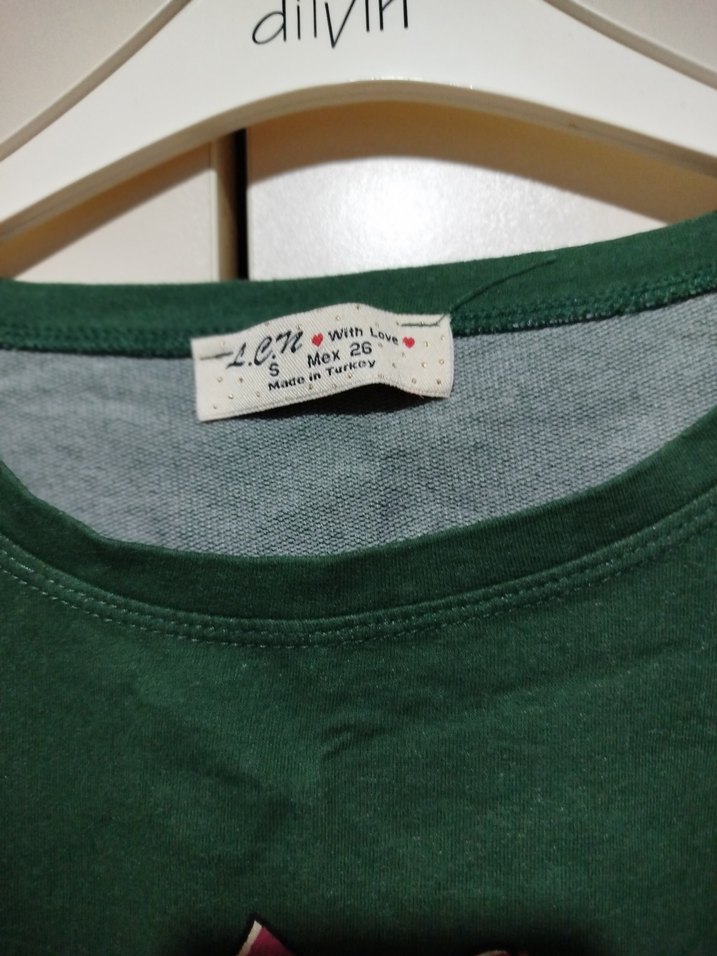 dilvin
L.C.N ♥ With Love ♥
S Mex 26
Made in Turkey